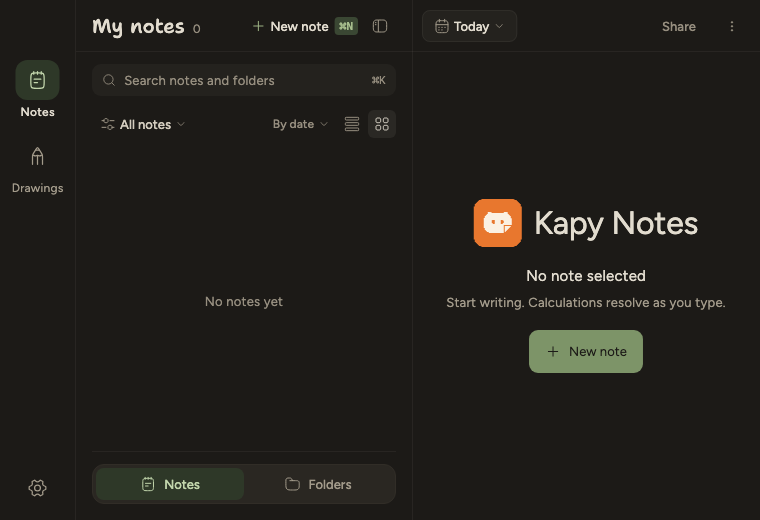 My notes 0
New note ⌘N
Today
Share
Search notes and folders ⌘K
Notes
All notes
By date
Drawings
Kapy Notes
No note selected
No notes yet
Start writing. Calculations resolve as you type.
New note
Notes
Folders